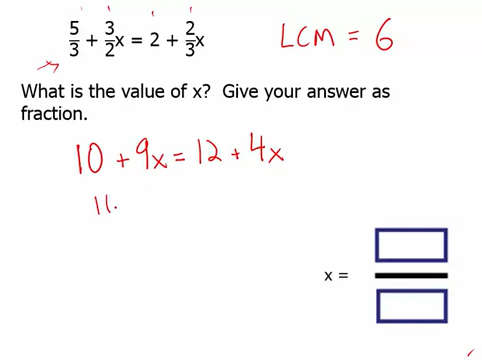 5/3 + 3/2x = 2 + 2/3x
LCM = 6
What is the value of x? Give your answer as
fraction.
10 + 9x = 12 + 4x
x =